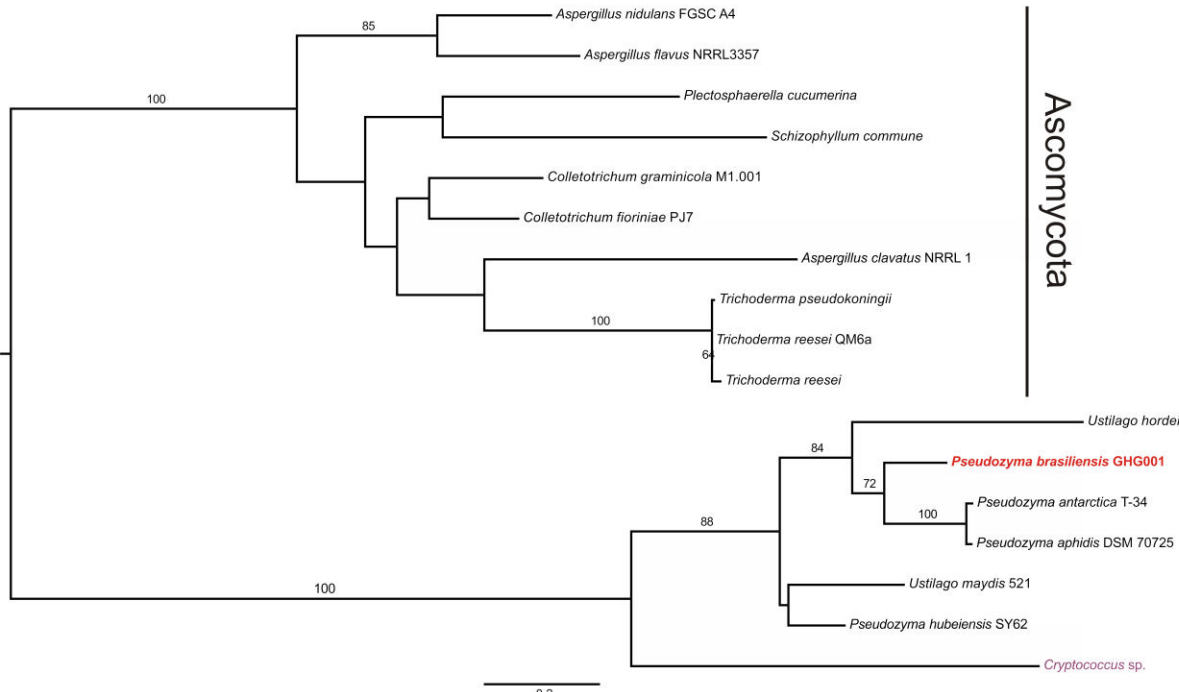 Aspergillus nidulans FGSC A4
85
Aspergillus flavus NRRL3357
100
Plectosphaerella cucumerina
Schizophyllum commune
Colletotrichum graminicola M1.001
Colletotrichum fioriniae PJ7
Aspergillus clavatus NRRL 1
Trichoderma pseudokoningii
100
Trichoderma reesei QM6a
64
Trichoderma reesei
Ascomycota
Ustilago hordei
84
Pseudozyma brasiliensis GHG001
72
Pseudozyma antarctica T-34
100
Pseudozyma aphidis DSM 70725
88
Ustilago maydis 521
100
Pseudozyma hubeiensis SY62
Cryptococcus sp.